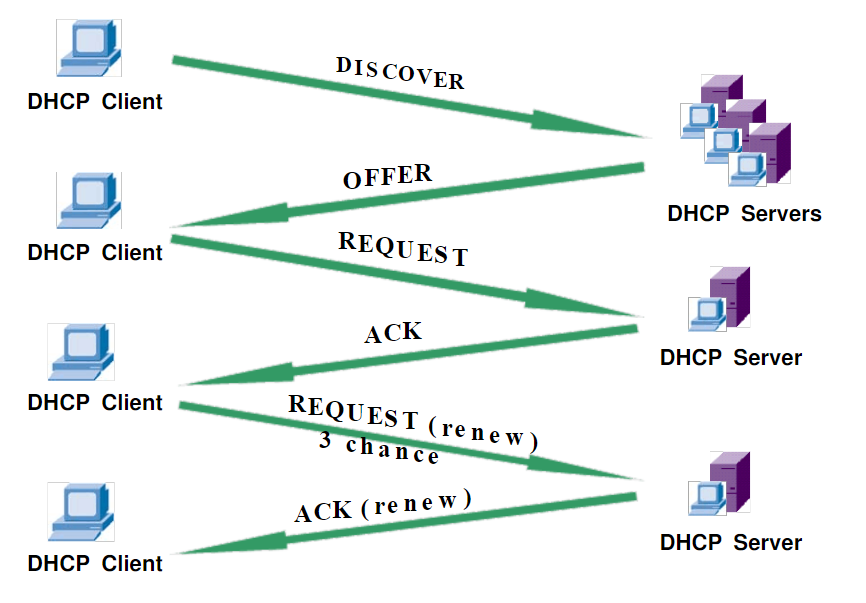 DISCOVER
DHCP Client
OFFER
DHCP Servers
DHCP Client
REQUEST
ACK
DHCP Server
DHCP Client
REQUEST (renew)
3 chance
ACK (renew)
DHCP Server
DHCP Client